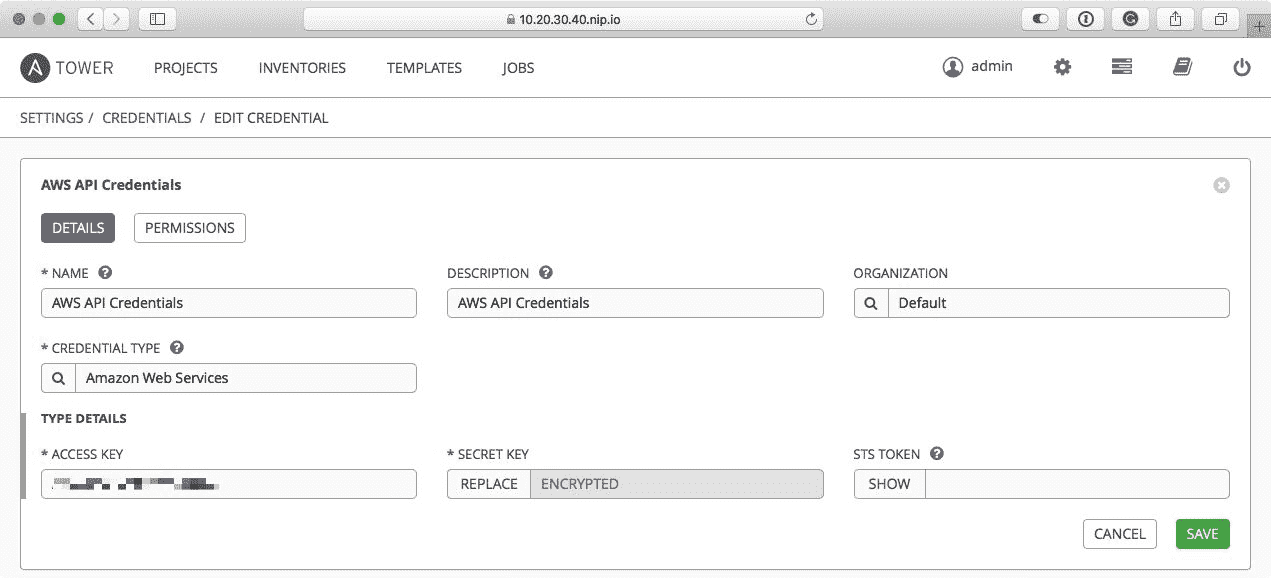 10.20.30.40.nip.io
A TOWER PROJECTS INVENTORIES TEMPLATES JOBS admin
SETTINGS / CREDENTIALS / EDIT CREDENTIAL
AWS API Credentials
DETAILS PERMISSIONS
* NAME ? DESCRIPTION ? ORGANIZATION
AWS API Credentials AWS API Credentials Default
* CREDENTIAL TYPE ?
Amazon Web Services
TYPE DETAILS
* ACCESS KEY * SECRET KEY STS TOKEN ?
REPLACE ENCRYPTED SHOW
CANCEL SAVE